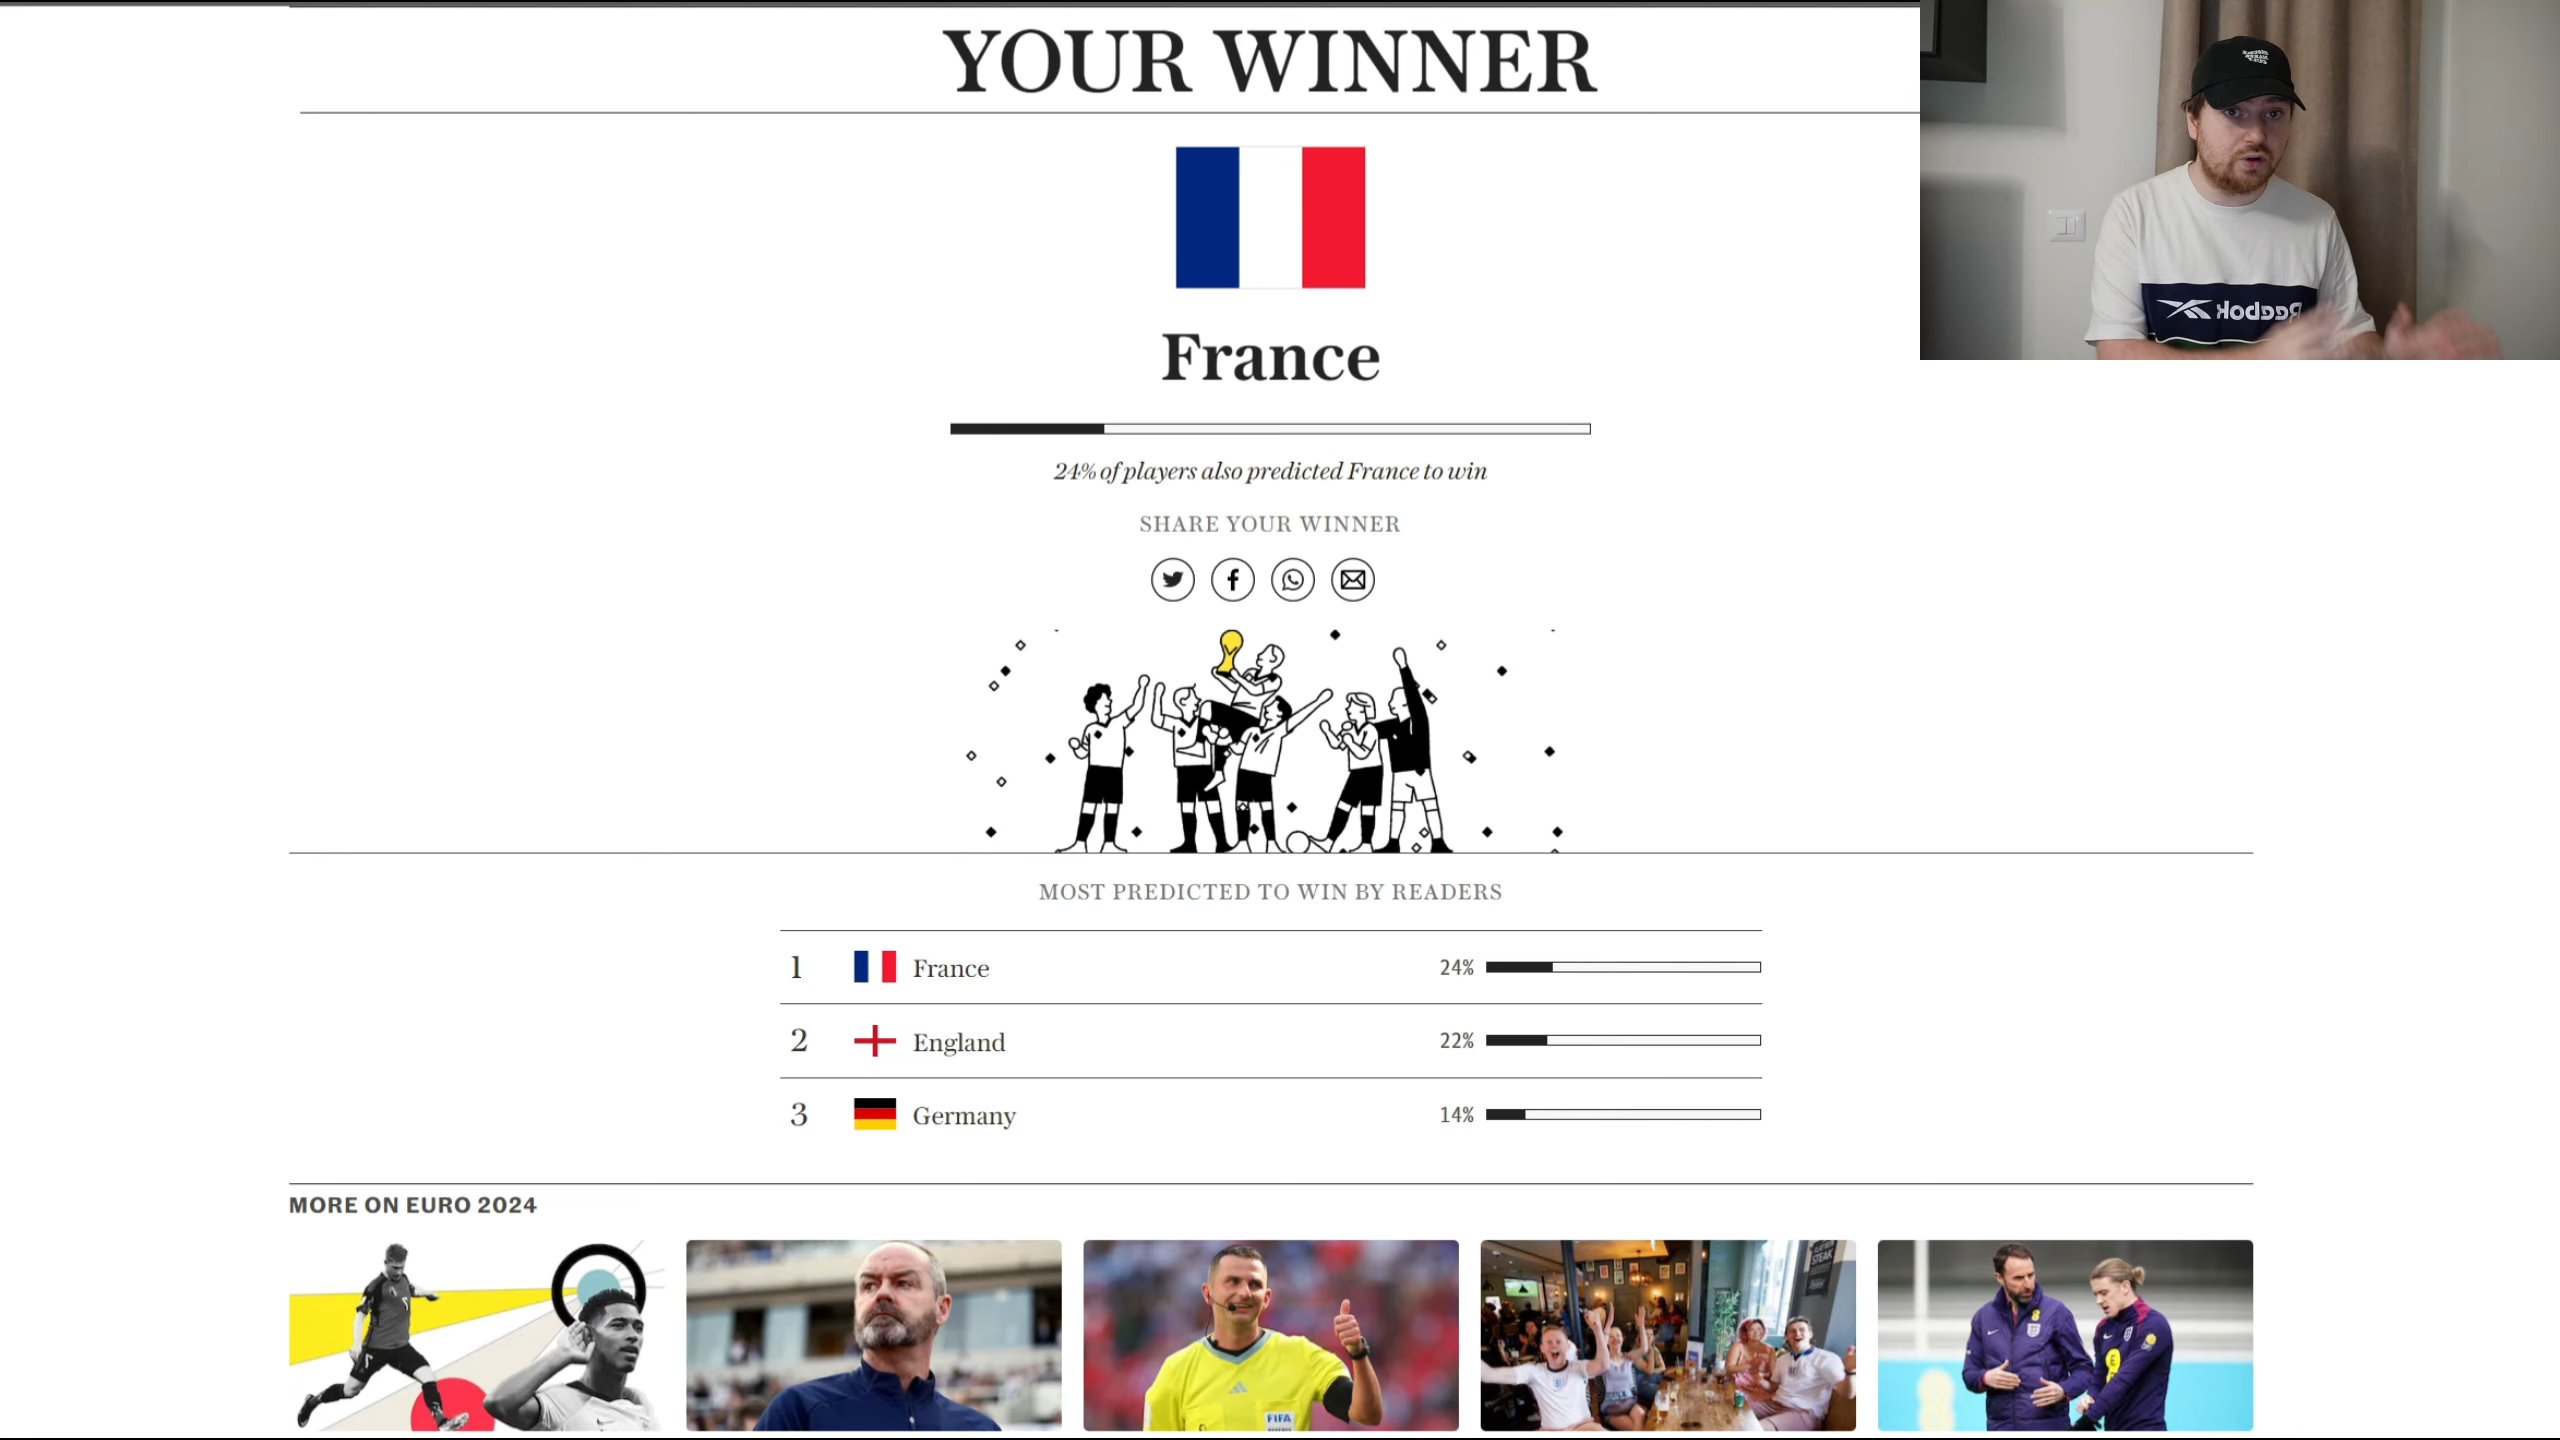 YOUR WINNER
Reebok
France
24% of players also predicted France to win
SHARE YOUR WINNER
MOST PREDICTED TO WIN BY READERS
1 France 24%
2 England 22%
3 Germany 14%
MORE ON EURO 2024
FIFA